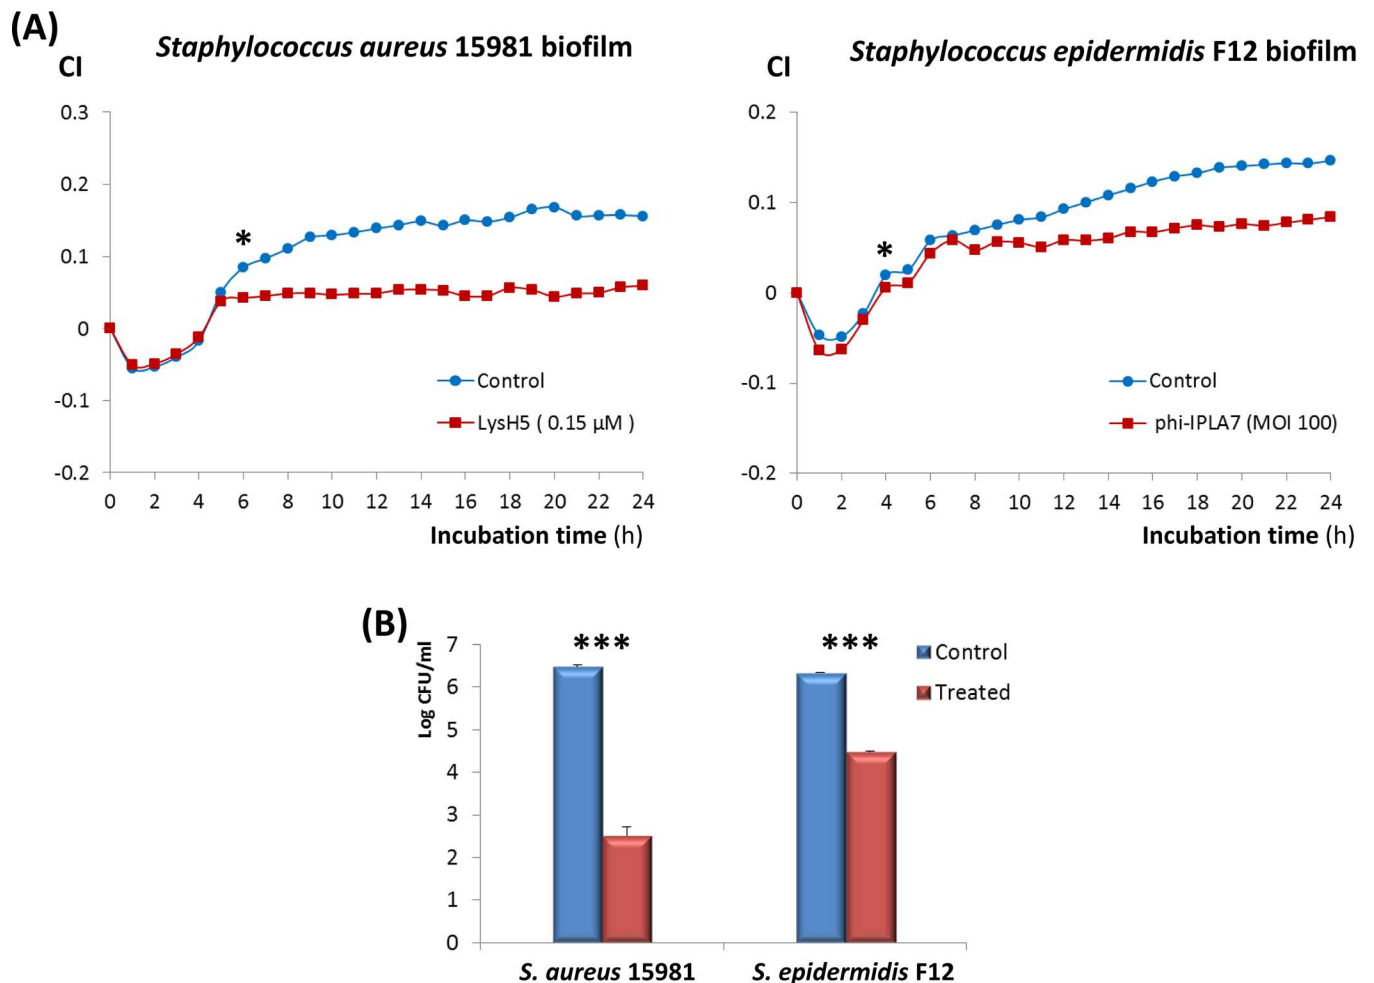 (A)
Staphylococcus aureus 15981 biofilm
CI
0.3
0.2
0.1
0
-0.1
-0.2
*
Control
LysH5 ( 0.15 μM )
0 2 4 6 8 10 12 14 16 18 20 22 24
Incubation time (h)
Staphylococcus epidermidis F12 biofilm
CI
0.2
0.1
0
-0.1
-0.2
*
Control
phi-IPLA7 (MOI 100)
0 2 4 6 8 10 12 14 16 18 20 22 24
Incubation time (h)
(B)
Log CFU/ml
7
6
5
4
3
2
1
0
***
***
Control
Treated
S. aureus 15981
S. epidermidis F12